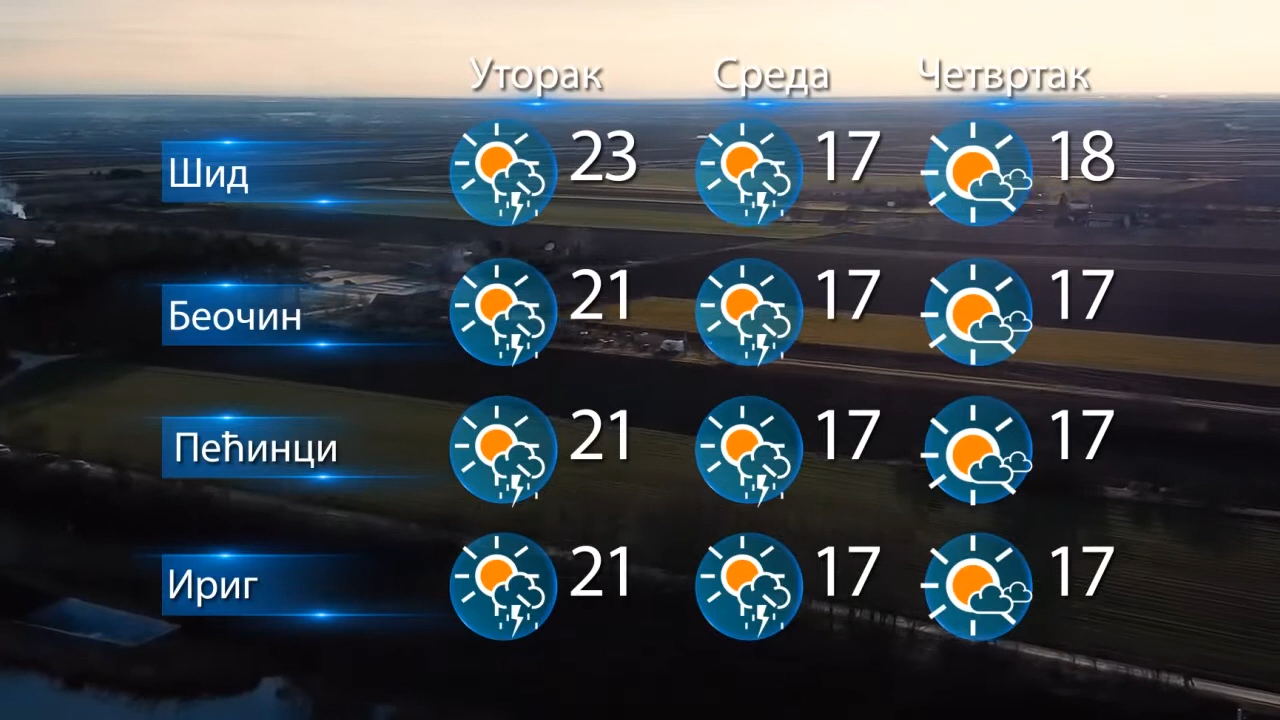 Уторак Среда Четвртак
Шид 23 17 18
Беочин 21 17 17
Пећинци 21 17 17
Ириг 21 17 17